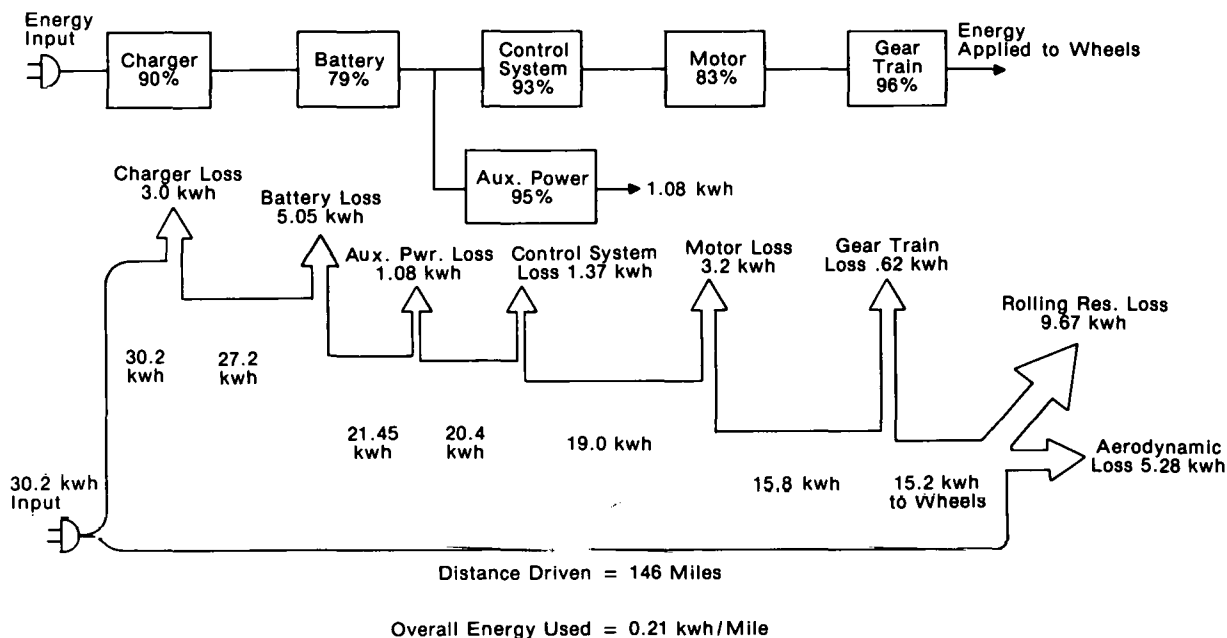 Energy
Input
Charger
90%
Battery
79%
Control
System
93%
Motor
83%
Gear
Train
96%
Energy
Applied to Wheels
Aux. Power
95%
1.08 kwh
Charger Loss
3.0 kwh
Battery Loss
5.05 kwh
Aux. Pwr. Loss
1.08 kwh
Control System
Loss 1.37 kwh
Motor Loss
3.2 kwh
Gear Train
Loss .62 kwh
Rolling Res. Loss
9.67 kwh
30.2
kwh
27.2
kwh
21.45
kwh
20.4
kwh
19.0 kwh
15.8 kwh
15.2 kwh
to Wheels
Aerodynamic
Loss 5.28 kwh
30.2 kwh
Input
Distance Driven = 146 Miles
Overall Energy Used = 0.21 kwh/Mile